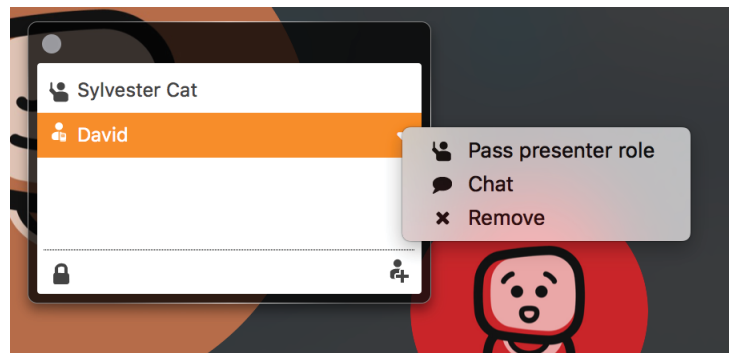 Sylvester Cat
David
Pass presenter role
Chat
Remove